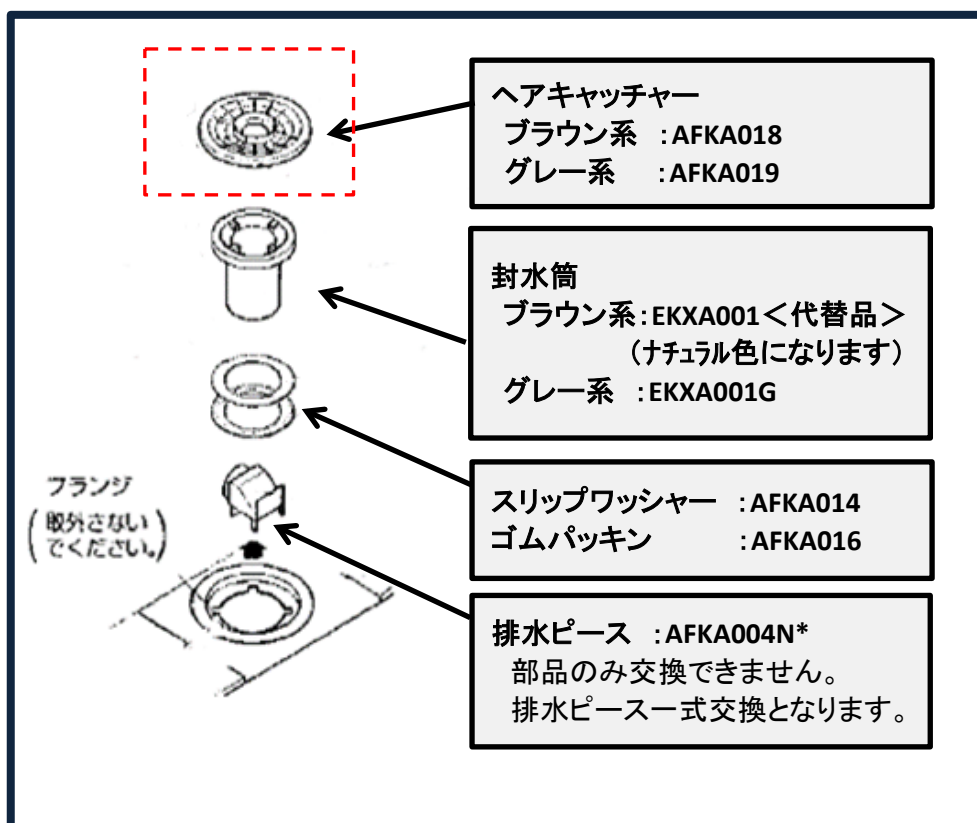 ヘアキャッチャー
ブラウン系 :AFKA018
グレー系 :AFKA019
封水筒
ブラウン系:EKXA001<代替品>
(ナチュラル色になります)
グレー系 :EKXA001G
スリップワッシャー :AFKA014
ゴムパッキン :AFKA016
フランジ
(取外さない
でください。)
排水ピース :AFKA004N*
部品のみ交換できません。
排水ピース一式交換となります。